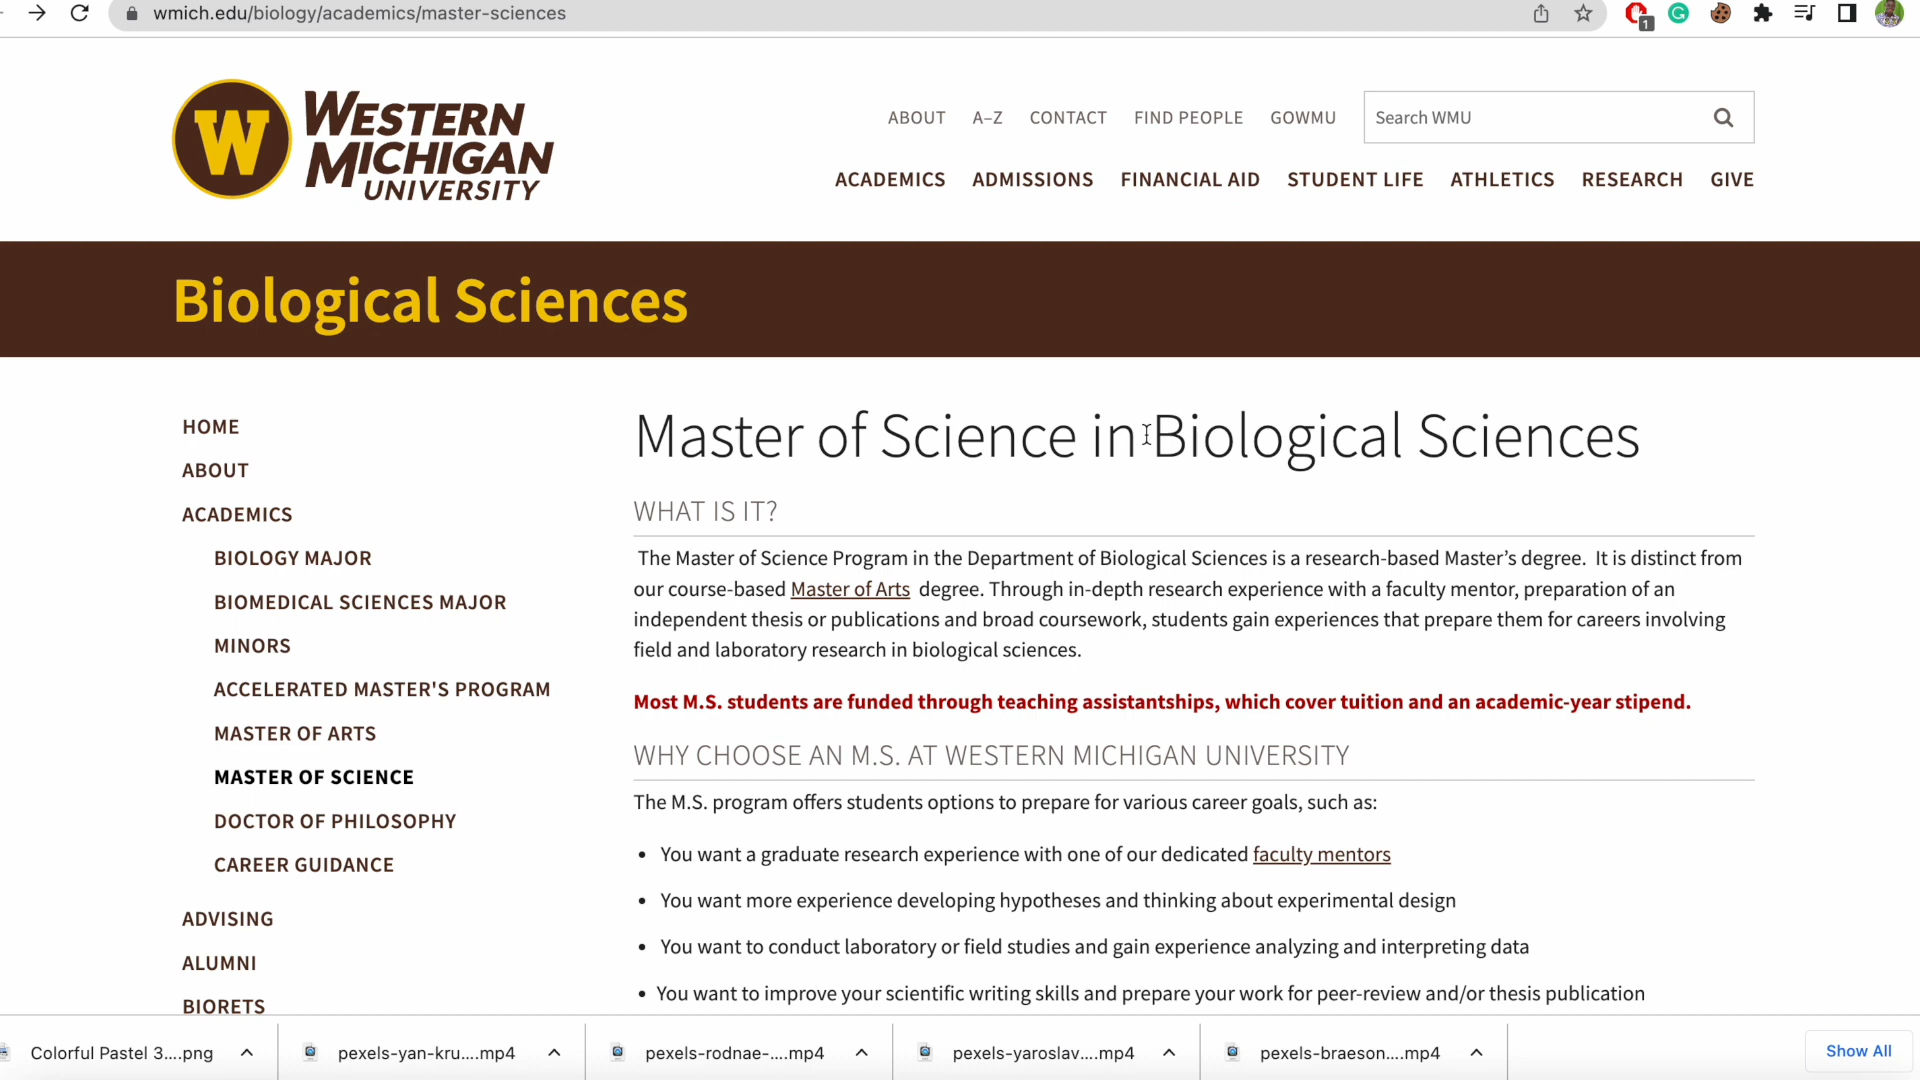 wmich.edu/biology/academics/master-sciences
1
W
WESTERN
MICHIGAN
UNIVERSITY
ABOUT A–Z CONTACT FIND PEOPLE GOWMU Search WMU
ACADEMICS ADMISSIONS FINANCIAL AID STUDENT LIFE ATHLETICS RESEARCH GIVE
Biological Sciences
HOME
ABOUT
ACADEMICS
BIOLOGY MAJOR
BIOMEDICAL SCIENCES MAJOR
MINORS
ACCELERATED MASTER'S PROGRAM
MASTER OF ARTS
MASTER OF SCIENCE
DOCTOR OF PHILOSOPHY
CAREER GUIDANCE
ADVISING
ALUMNI
BIORETS
Master of Science in Biological Sciences
WHAT IS IT?
The Master of Science Program in the Department of Biological Sciences is a research-based Master’s degree. It is distinct from
our course-based Master of Arts degree. Through in-depth research experience with a faculty mentor, preparation of an
independent thesis or publications and broad coursework, students gain experiences that prepare them for careers involving
field and laboratory research in biological sciences.
Most M.S. students are funded through teaching assistantships, which cover tuition and an academic-year stipend.
WHY CHOOSE AN M.S. AT WESTERN MICHIGAN UNIVERSITY
The M.S. program offers students options to prepare for various career goals, such as:
• You want a graduate research experience with one of our dedicated faculty mentors
• You want more experience developing hypotheses and thinking about experimental design
• You want to conduct laboratory or field studies and gain experience analyzing and interpreting data
• You want to improve your scientific writing skills and prepare your work for peer-review and/or thesis publication
Colorful Pastel 3....png pexels-yan-kru....mp4 pexels-rodnae-....mp4 pexels-yaroslav....mp4 pexels-braeson....mp4 Show All